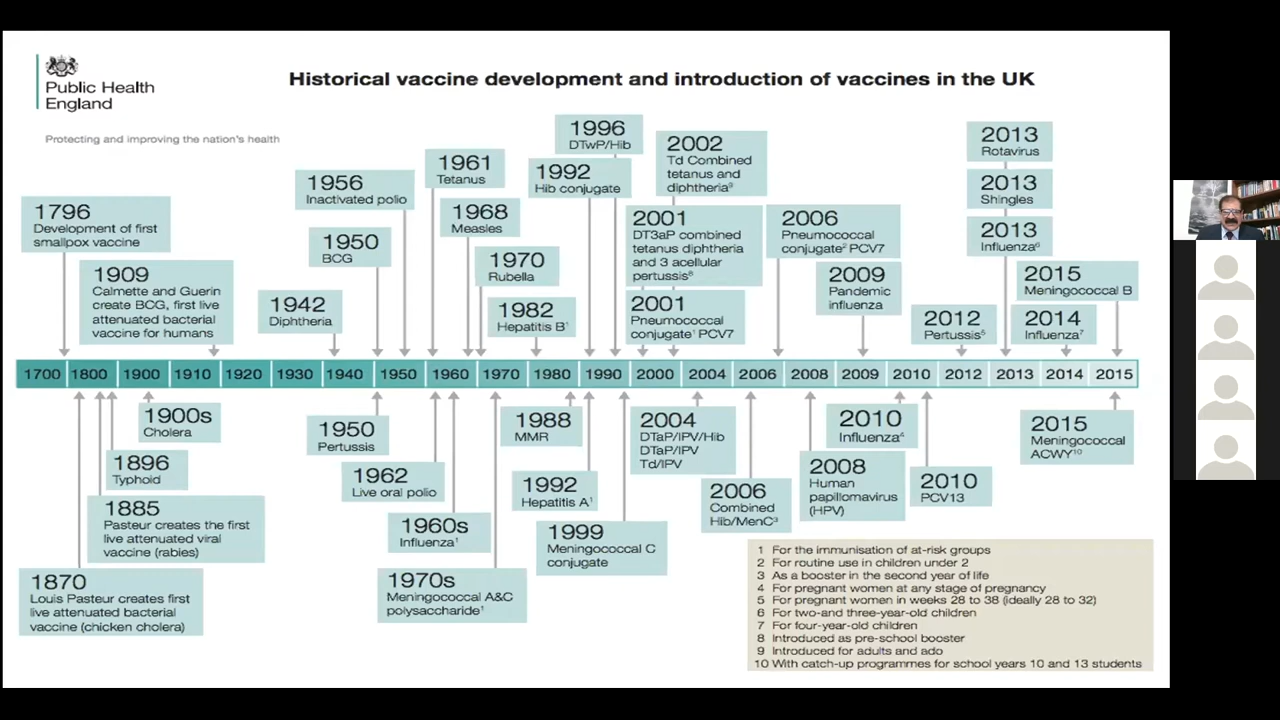 Public Health
England
Protecting and improving the nation's health
Historical vaccine development and introduction of vaccines in the UK
1796
Development of first
smallpox vaccine
1909
Calmette and Guerin
create BCG, first live
attenuated bacterial
vaccine for humans
1942
Diphtheria
1956
Inactivated polio
1950
BCG
1961
Tetanus
1968
Measles
1970
Rubella
1982
Hepatitis B¹
1996
DTwP/Hib
1992
Hib conjugate
2002
Td Combined
tetanus and
diphtheria⁹
2001
DT3aP combined
tetanus diphtheria
and 3 acellular
pertussis⁸
2001
Pneumococcal
conjugate¹ PCV7
2006
Pneumococcal
conjugate² PCV7
2009
Pandemic
influenza
2012
Pertussis⁵
2013
Rotavirus
2013
Shingles
2013
Influenza⁶
2015
Meningococcal B
2014
Influenza⁷
1700 1800 1900 1910 1920 1930 1940 1950 1960 1970 1980 1990 2000 2004 2006 2008 2009 2010 2012 2013 2014 2015
1900s
Cholera
1896
Typhoid
1885
Pasteur creates the first
live attenuated viral
vaccine (rabies)
1870
Louis Pasteur creates first
live attenuated bacterial
vaccine (chicken cholera)
1950
Pertussis
1962
Live oral polio
1960s
Influenza¹
1970s
Meningococcal A&C
polysaccharide¹
1988
MMR
1992
Hepatitis A¹
1999
Meningococcal C
conjugate
2004
DTaP/IPV/Hib
DTaP/IPV
Td/IPV
2006
Combined
Hib/MenC³
2008
Human
papillomavirus
(HPV)
2010
Influenza⁴
2010
PCV13
2015
Meningococcal
ACWY¹⁰
1 For the immunisation of at-risk groups
2 For routine use in children under 2
3 As a booster in the second year of life
4 For pregnant women at any stage of pregnancy
5 For pregnant women in weeks 28 to 38 (ideally 28 to 32)
6 For two-and three-year-old children
7 For four-year-old children
8 Introduced as pre-school booster
9 Introduced for adults and ado
10 With catch-up programmes for school years 10 and 13 students